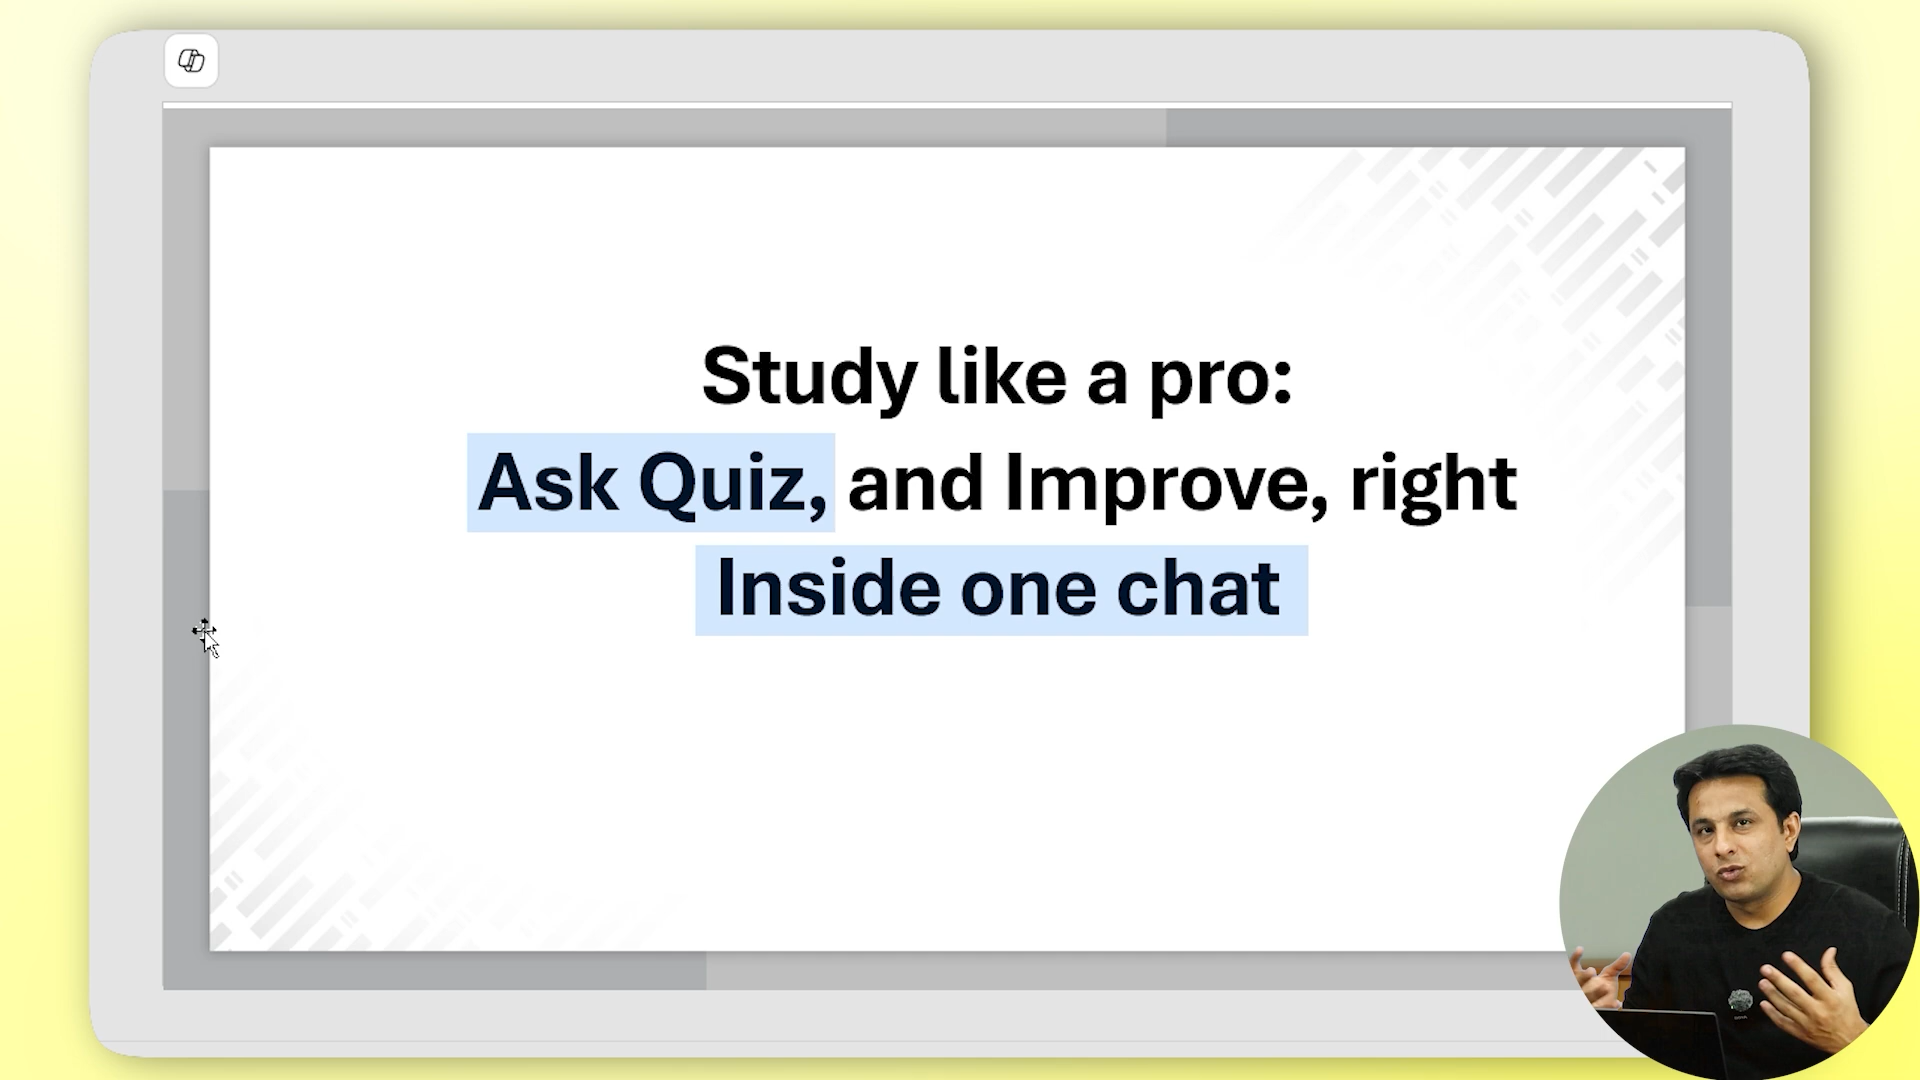 Study like a pro:
Ask Quiz, and Improve, right
Inside one chat